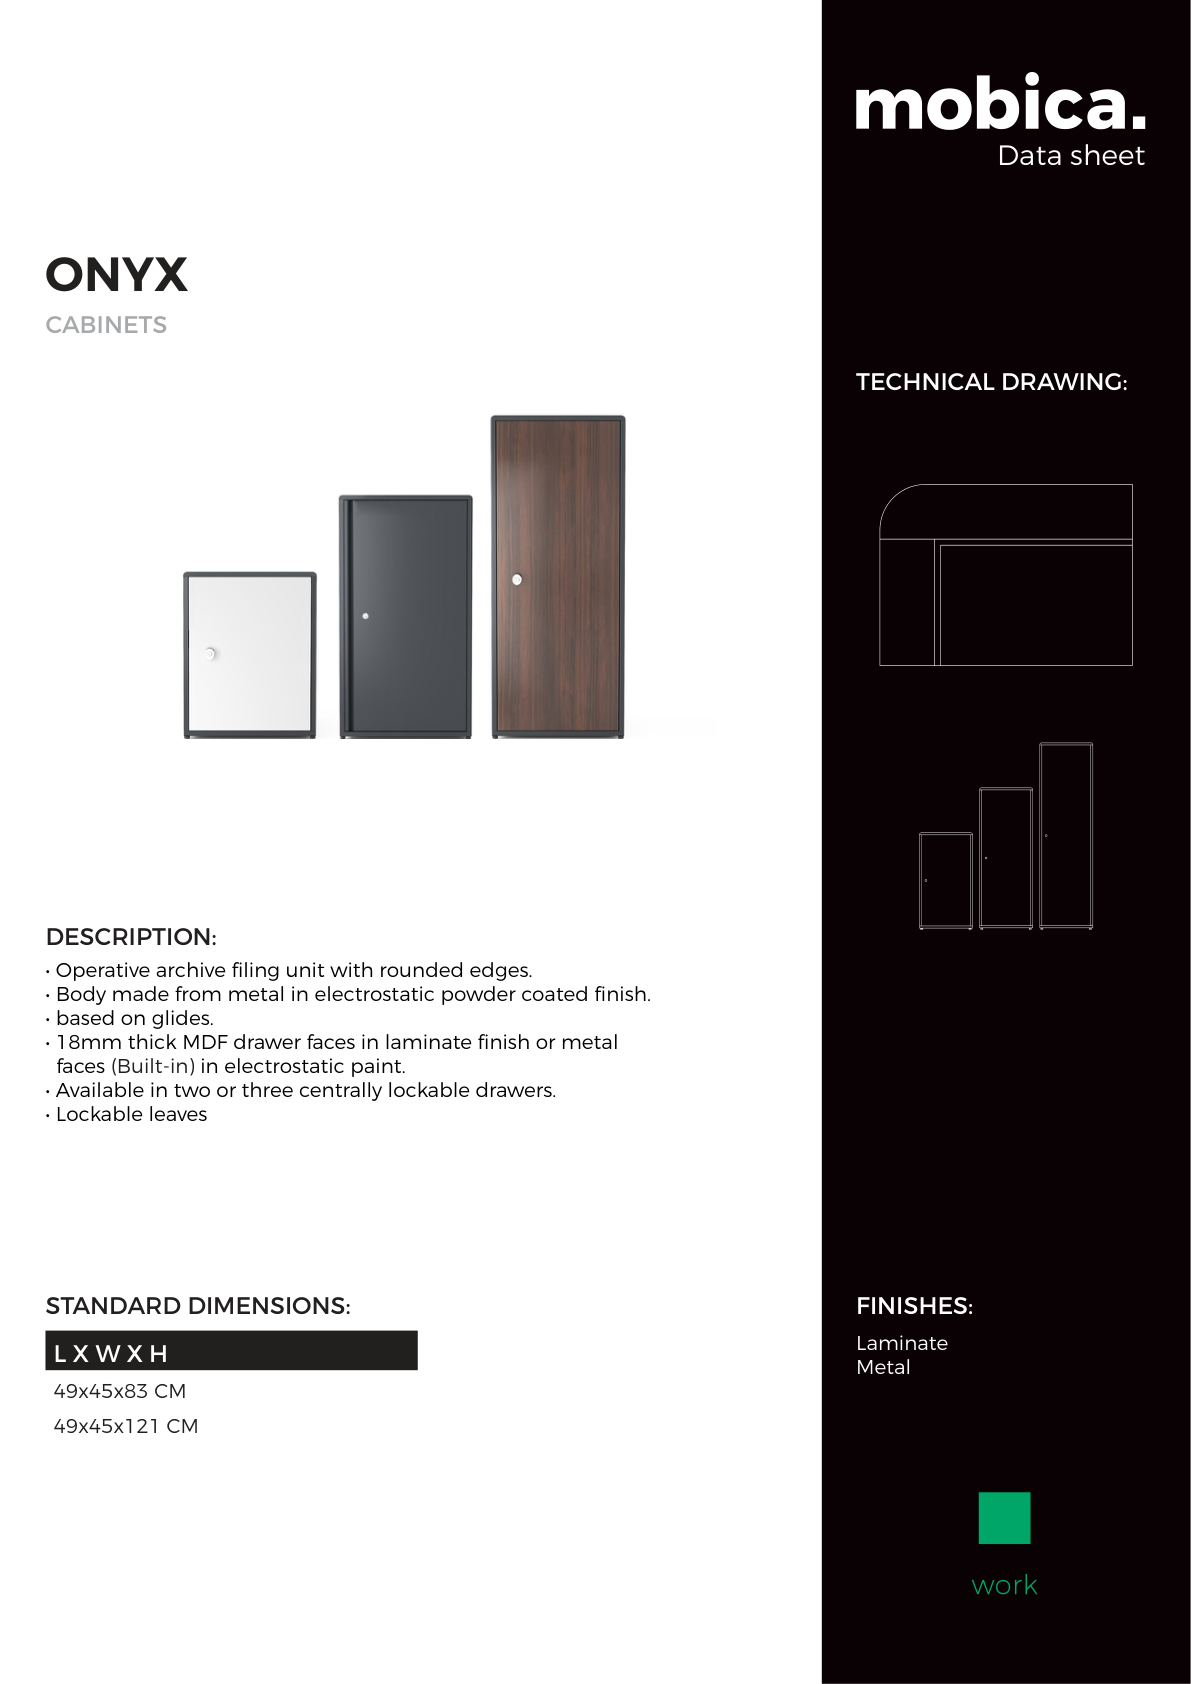 mobica.
Data sheet
ONYX
CABINETS
TECHNICAL DRAWING:
DESCRIPTION:
• Operative archive filing unit with rounded edges.
• Body made from metal in electrostatic powder coated finish.
• based on glides.
• 18mm thick MDF drawer faces in laminate finish or metal
faces (Built-in) in electrostatic paint.
• Available in two or three centrally lockable drawers.
• Lockable leaves
STANDARD DIMENSIONS:
L X W X H
49x45x83 CM
49x45x121 CM
FINISHES:
Laminate
Metal
work